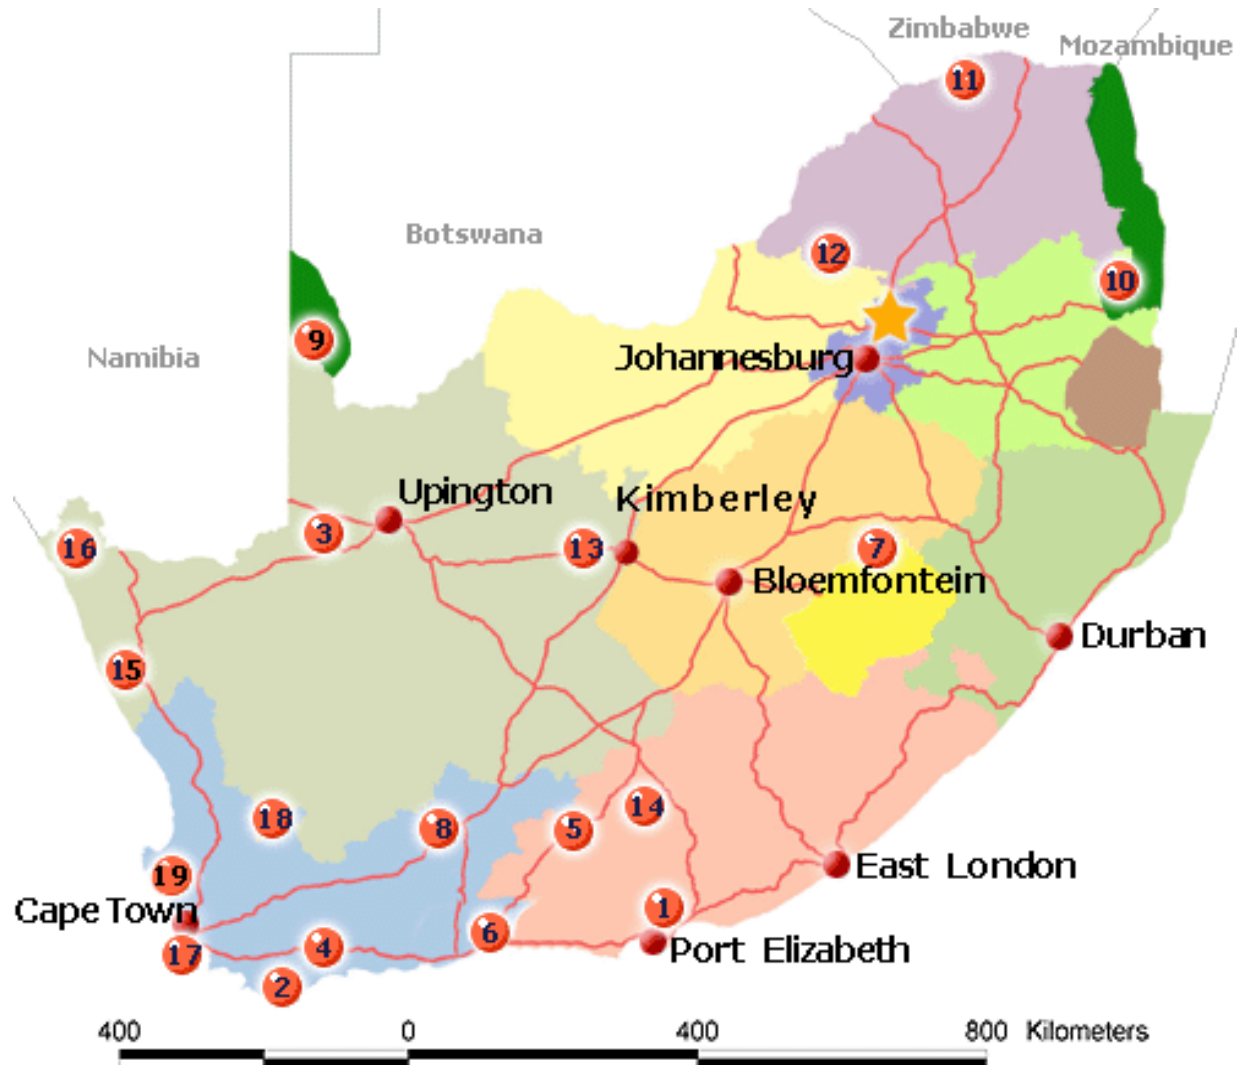 Zimbabwe
Mozambique
11
Botswana
12
10
9
Namibia
Johannesburg
Upington
Kimberley
3
16
13
7
Bloemfontein
Durban
15
14
18
8
5
19
East London
Cape Town
1
6
17
4
Port Elizabeth
2
400 0 400 800 Kilometers